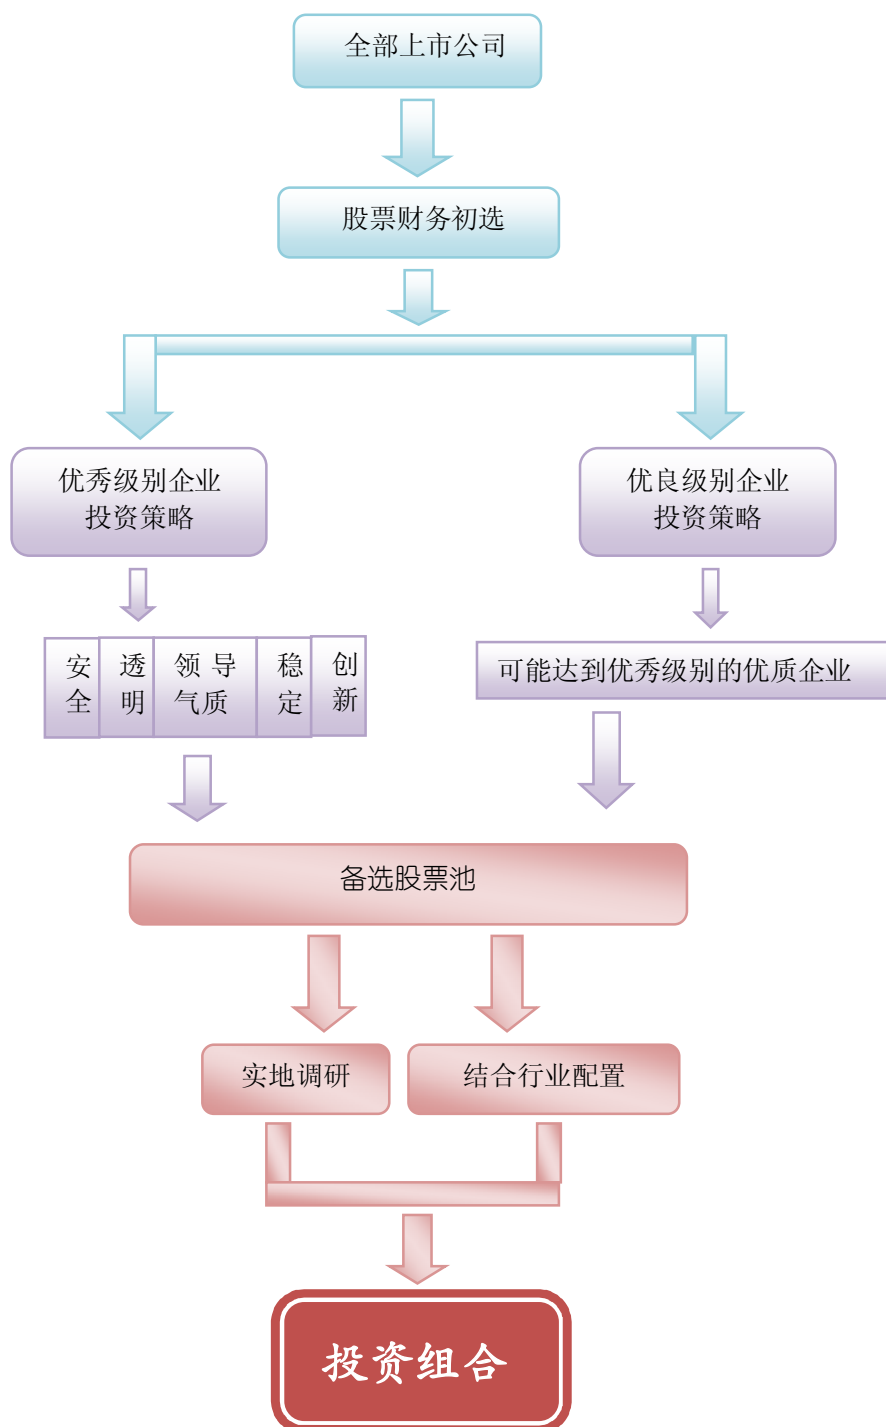 全部上市公司
股票财务初选
优秀级别企业
投资策略
优良级别企业
投资策略
安
全
透
明
领 导
气质
稳
定
创
新
可能达到优秀级别的优质企业
备选股票池
实地调研
结合行业配置
投资组合